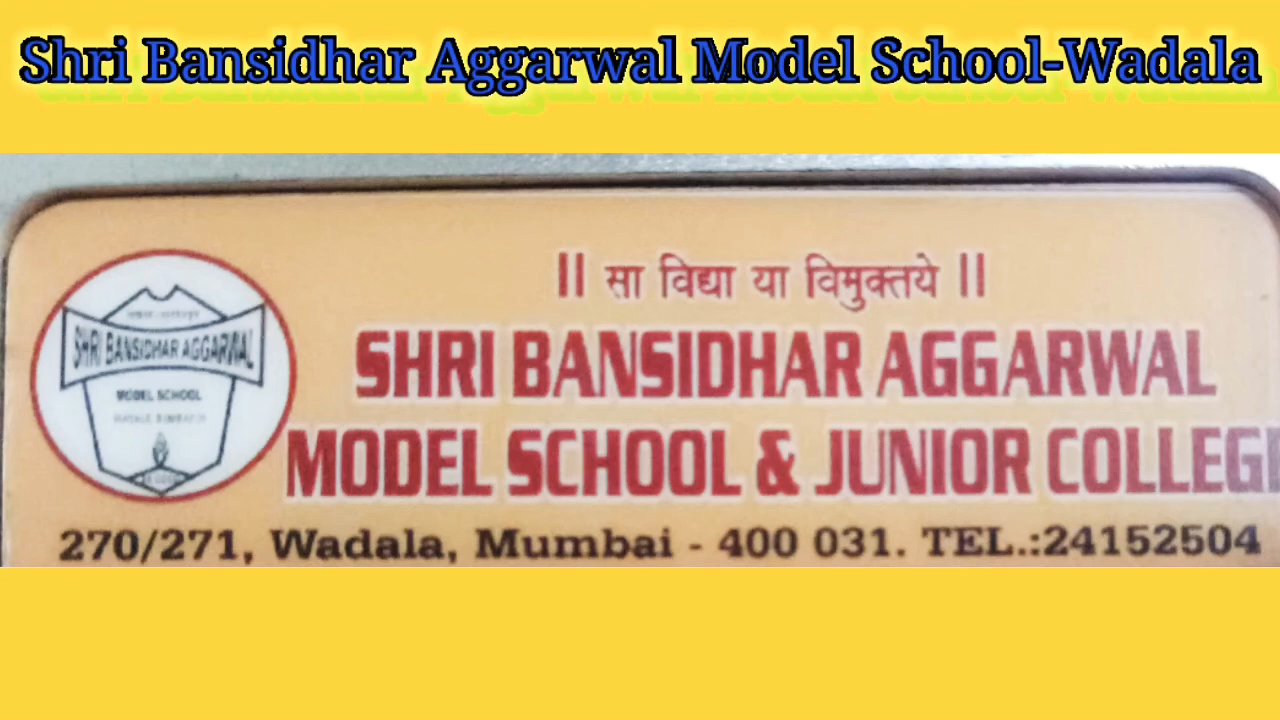 Shri Bansidhar Aggarwal Model School-Wadala
|| सा विद्या या विमुक्तये ||
SHRI BANSIDHAR AGGARWAL
MODEL SCHOOL & JUNIOR COLLEG
270/271, Wadala, Mumbai - 400 031. TEL.:24152504
SHRI BANSIDHAR AGGARWAL
MODEL SCHOOL